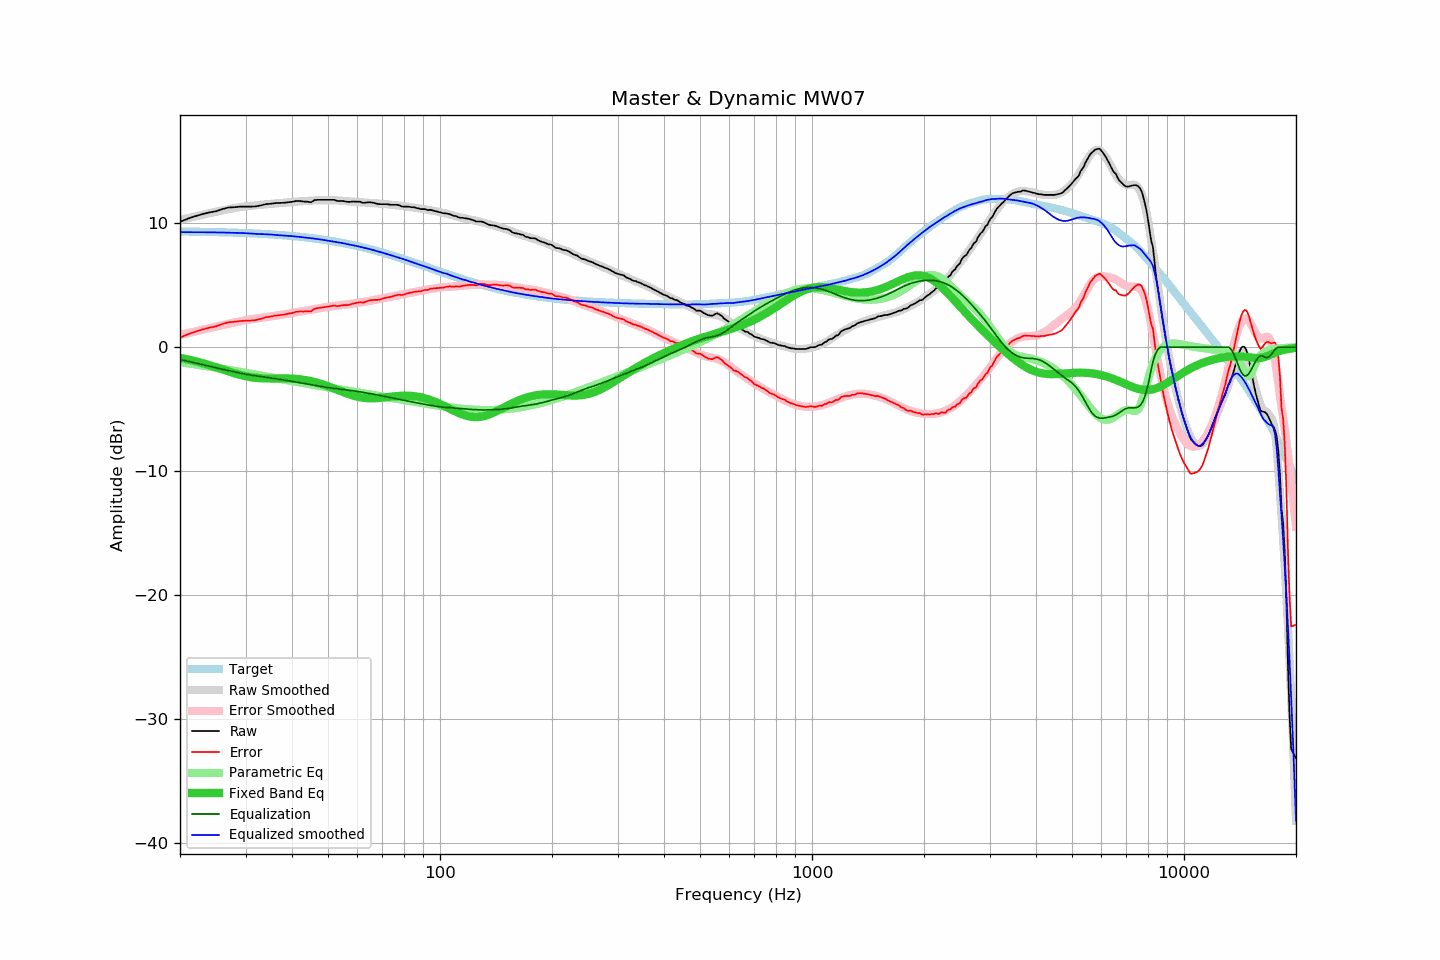 Master & Dynamic MW07
Amplitude (dBr)
10
0
−10
−20
−30
−40
Target
Raw Smoothed
Error Smoothed
Raw
Error
Parametric Eq
Fixed Band Eq
Equalization
Equalized smoothed
100
1000
10000
Frequency (Hz)